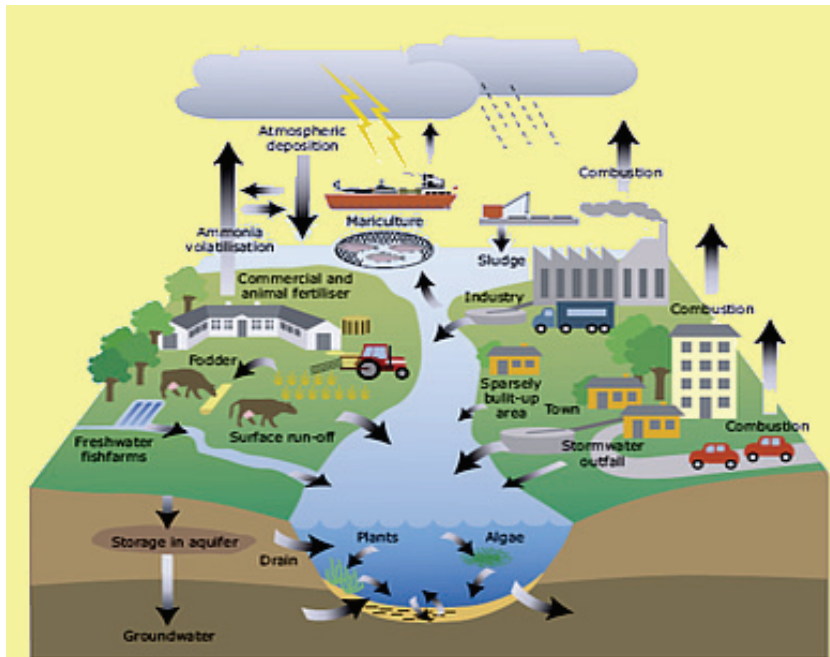 Atmospheric
deposition
Combustion
Mariculture
Ammonia
volatilisation
Sludge
Commercial and
animal fertiliser
Industry
Combustion
Fodder
Sparsely
built-up
area
Town
Combustion
Freshwater
fishfarms
Surface run-off
Stormwater
outfall
Plants
Algae
Storage in aquifer
Drain
Groundwater